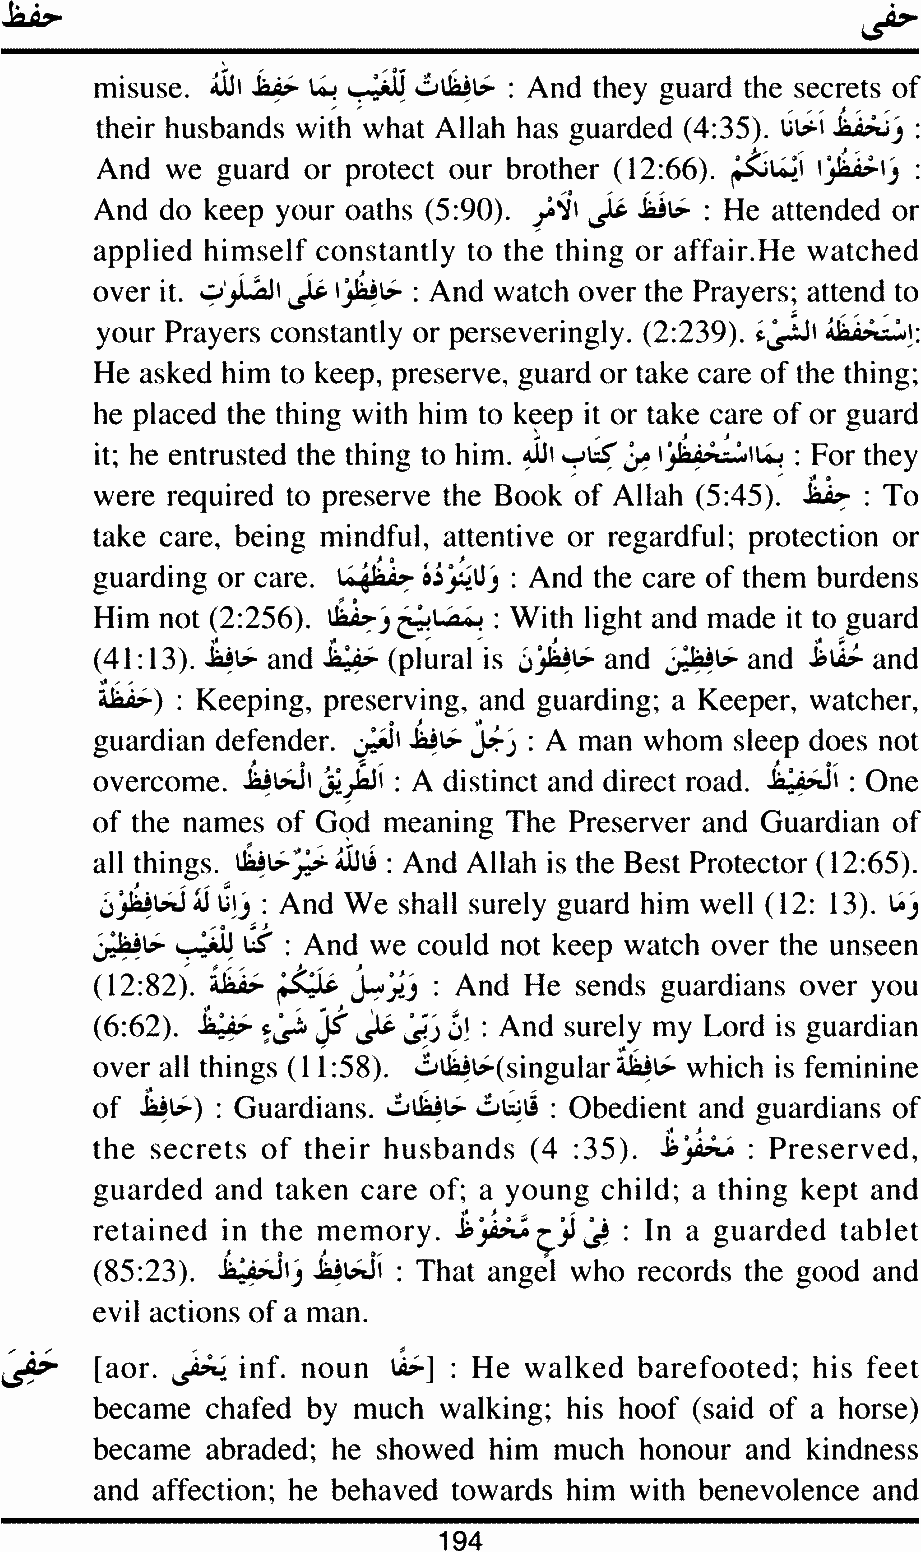 حفظ حفی
misuse. حَافِظَاتٌ لِّلْغَيْبِ بِمَا حَفِظَ اللّٰهُ : And they guard the secrets of
their husbands with what Allah has guarded (4:35). وَنَحْفَظُ اَخَانَا :
And we guard or protect our brother (12:66). وَاحْفَظُوْا اَيْمَانَكُمْ :
And do keep your oaths (5:90). حَافَظَ عَلَی الْاَمْرِ : He attended or
applied himself constantly to the thing or affair.He watched
over it. حَافِظُوْا عَلَی الصَّلَوٰتِ : And watch over the Prayers; attend to
your Prayers constantly or perseveringly. (2:239). اِسْتَحْفَظَهُ الشَّیْءَ:
He asked him to keep, preserve, guard or take care of the thing;
he placed the thing with him to keep it or take care of or guard
it; he entrusted the thing to him. بِمَااسْتُحْفِظُوْا مِنْ كِتَابِ اللّٰهِ : For they
were required to preserve the Book of Allah (5:45). حِفْظٌ : To
take care, being mindful, attentive or regardful; protection or
guarding or care. وَلَايَئُوْدُهٗ حِفْظُهُمَا : And the care of them burdens
Him not (2:256). بِمَصَابِيْحَ وَحِفْظًا : With light and made it to guard
(41:13). حَافِظٌ and حَفِيْظٌ (plural is حَافِظُوْنَ and حَافِظِيْنَ and حُفَّاظٌ and
حَفَظَةٌ) : Keeping, preserving, and guarding; a Keeper, watcher,
guardian defender. رَجُلٌ حَافِظُ الْعَيْنِ : A man whom sleep does not
overcome. اَلطَّرِيْقُ الْحَافِظُ : A distinct and direct road. اَلْحَفِيْظُ : One
of the names of God meaning The Preserver and Guardian of
all things. فَاللّٰهُ خَيْرٌحَافِظًا : And Allah is the Best Protector (12:65).
وَاِنَّا لَهٗ لَحَافِظُوْنَ : And We shall surely guard him well (12: 13). وَمَا
كُنَّا لِلْغَيْبِ حَافِظِيْنَ : And we could not keep watch over the unseen
(12:82). وَيُرْسِلُ عَلَيْكُمْ حَفَظَةً : And He sends guardians over you
(6:62). اِنَّ رَبِّیْ عَلٰی كُلِّ شَیْءٍ حَفِيْظٌ : And surely my Lord is guardian
over all things (11:58). حَافِظَاتٌ(singular حَافِظَةٌ which is feminine
of حَافِظٌ) : Guardians. قَانِتَاتٌ حَافِظَاتٌ : Obedient and guardians of
the secrets of their husbands (4 :35). مَحْفُوْظٌ : Preserved,
guarded and taken care of; a young child; a thing kept and
retained in the memory. فِیْ لَوْحٍ مَّحْفُوْظٍ : In a guarded tablet
(85:23). اَلْحَافِظُ وَالْحَفِيْظُ : That angel who records the good and
evil actions of a man.
حَفِیَ [aor. يَحْفٰی inf. noun حَفًا] : He walked barefooted; his feet
became chafed by much walking; his hoof (said of a horse)
became abraded; he showed him much honour and kindness
and affection; he behaved towards him with benevolence and
194